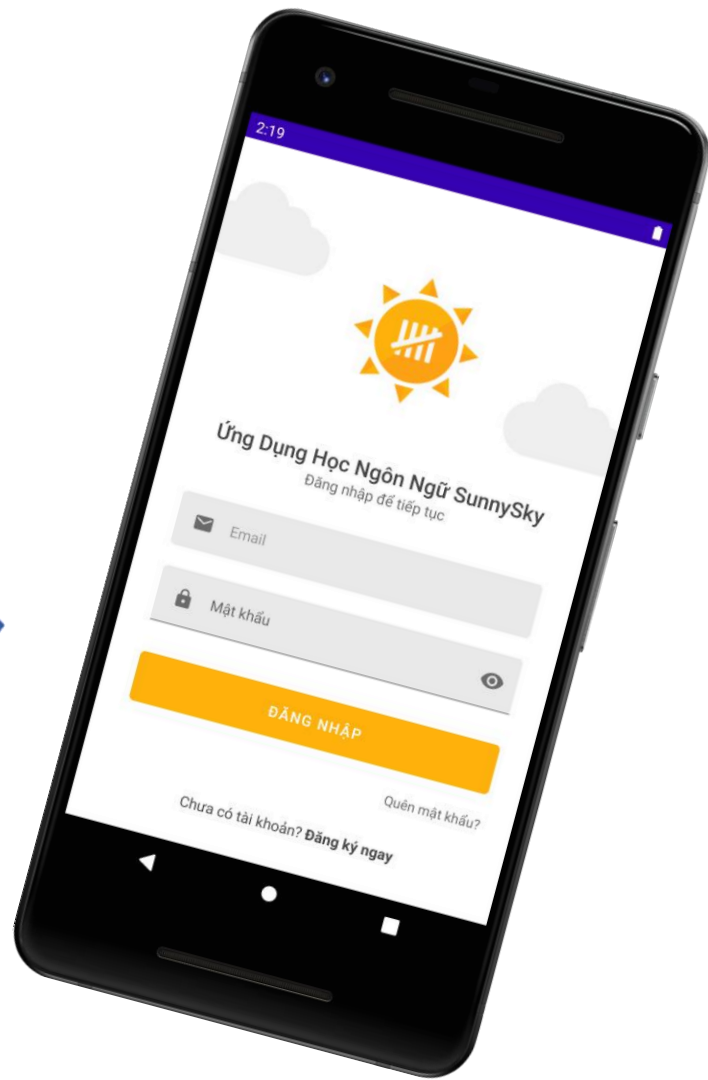 2:19
Ứng Dụng Học Ngôn Ngữ SunnySky
Đăng nhập để tiếp tục
Email
Mật khẩu
ĐĂNG NHẬP
Quên mật khẩu?
Chưa có tài khoản? Đăng ký ngay